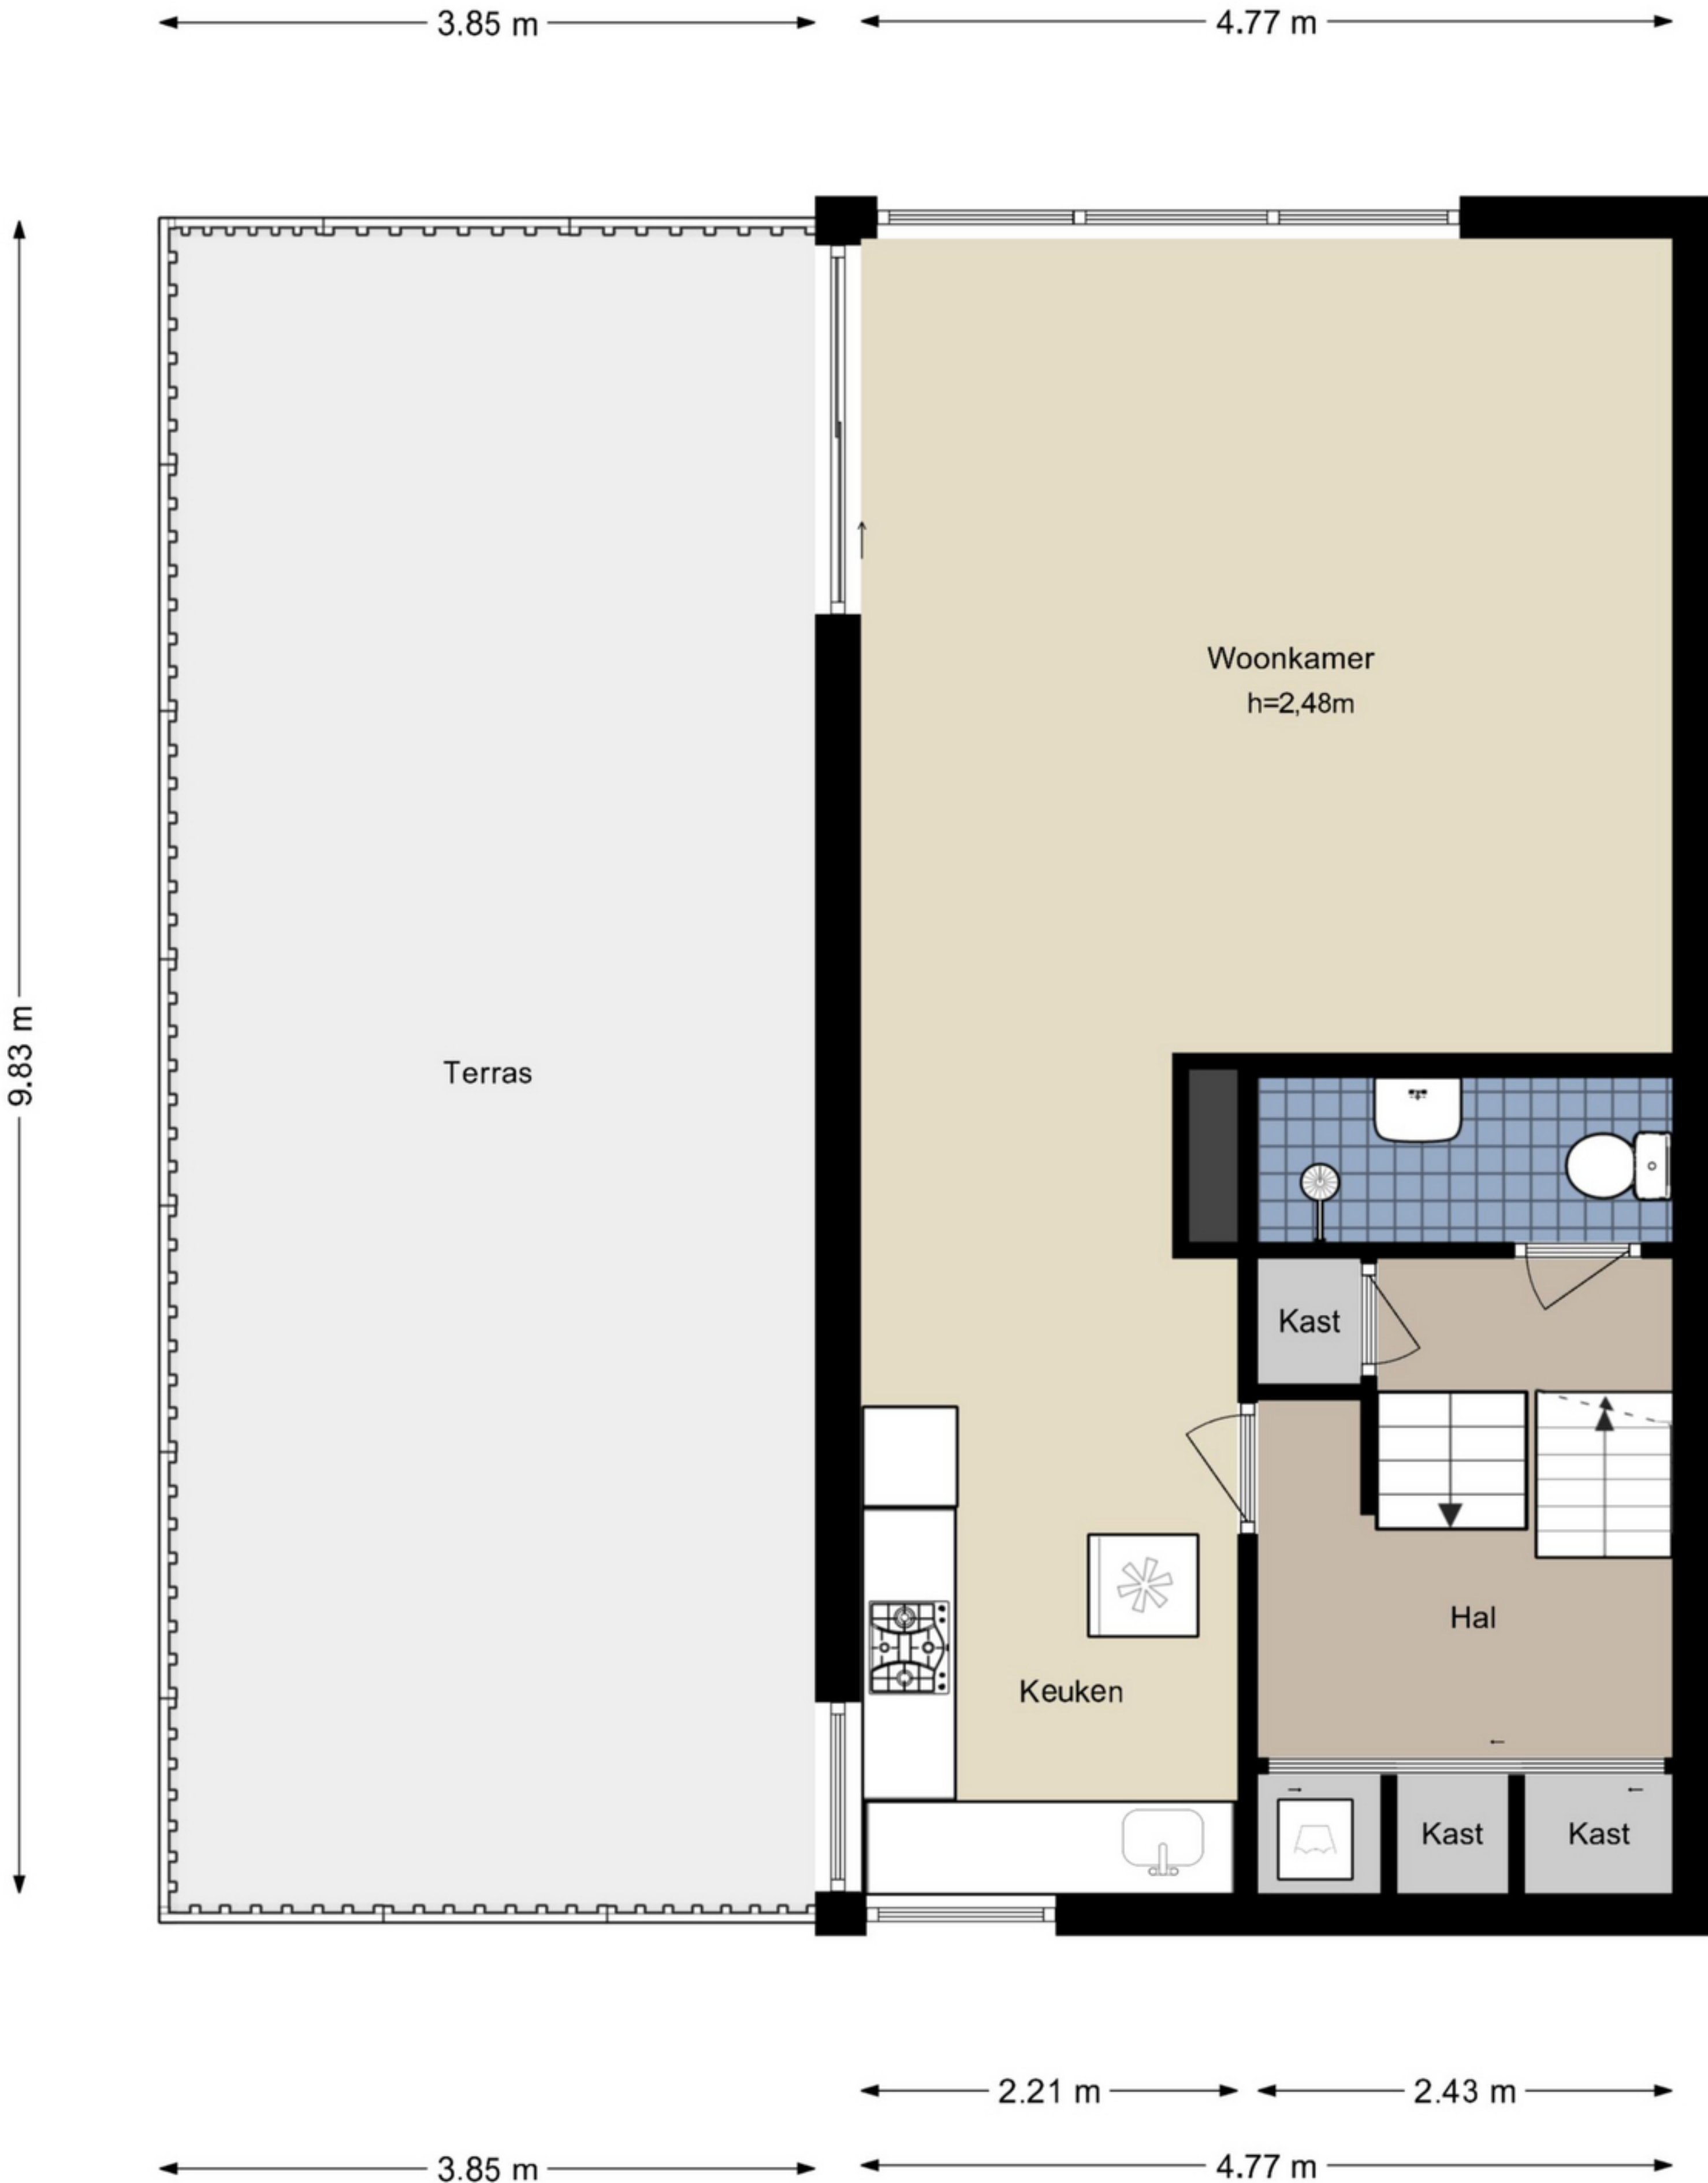 3.85 m
4.77 m
Woonkamer
h=2,48m
9.83 m
Terras
Kast
Hal
Keuken
Kast
Kast
2.21 m
2.43 m
3.85 m
4.77 m